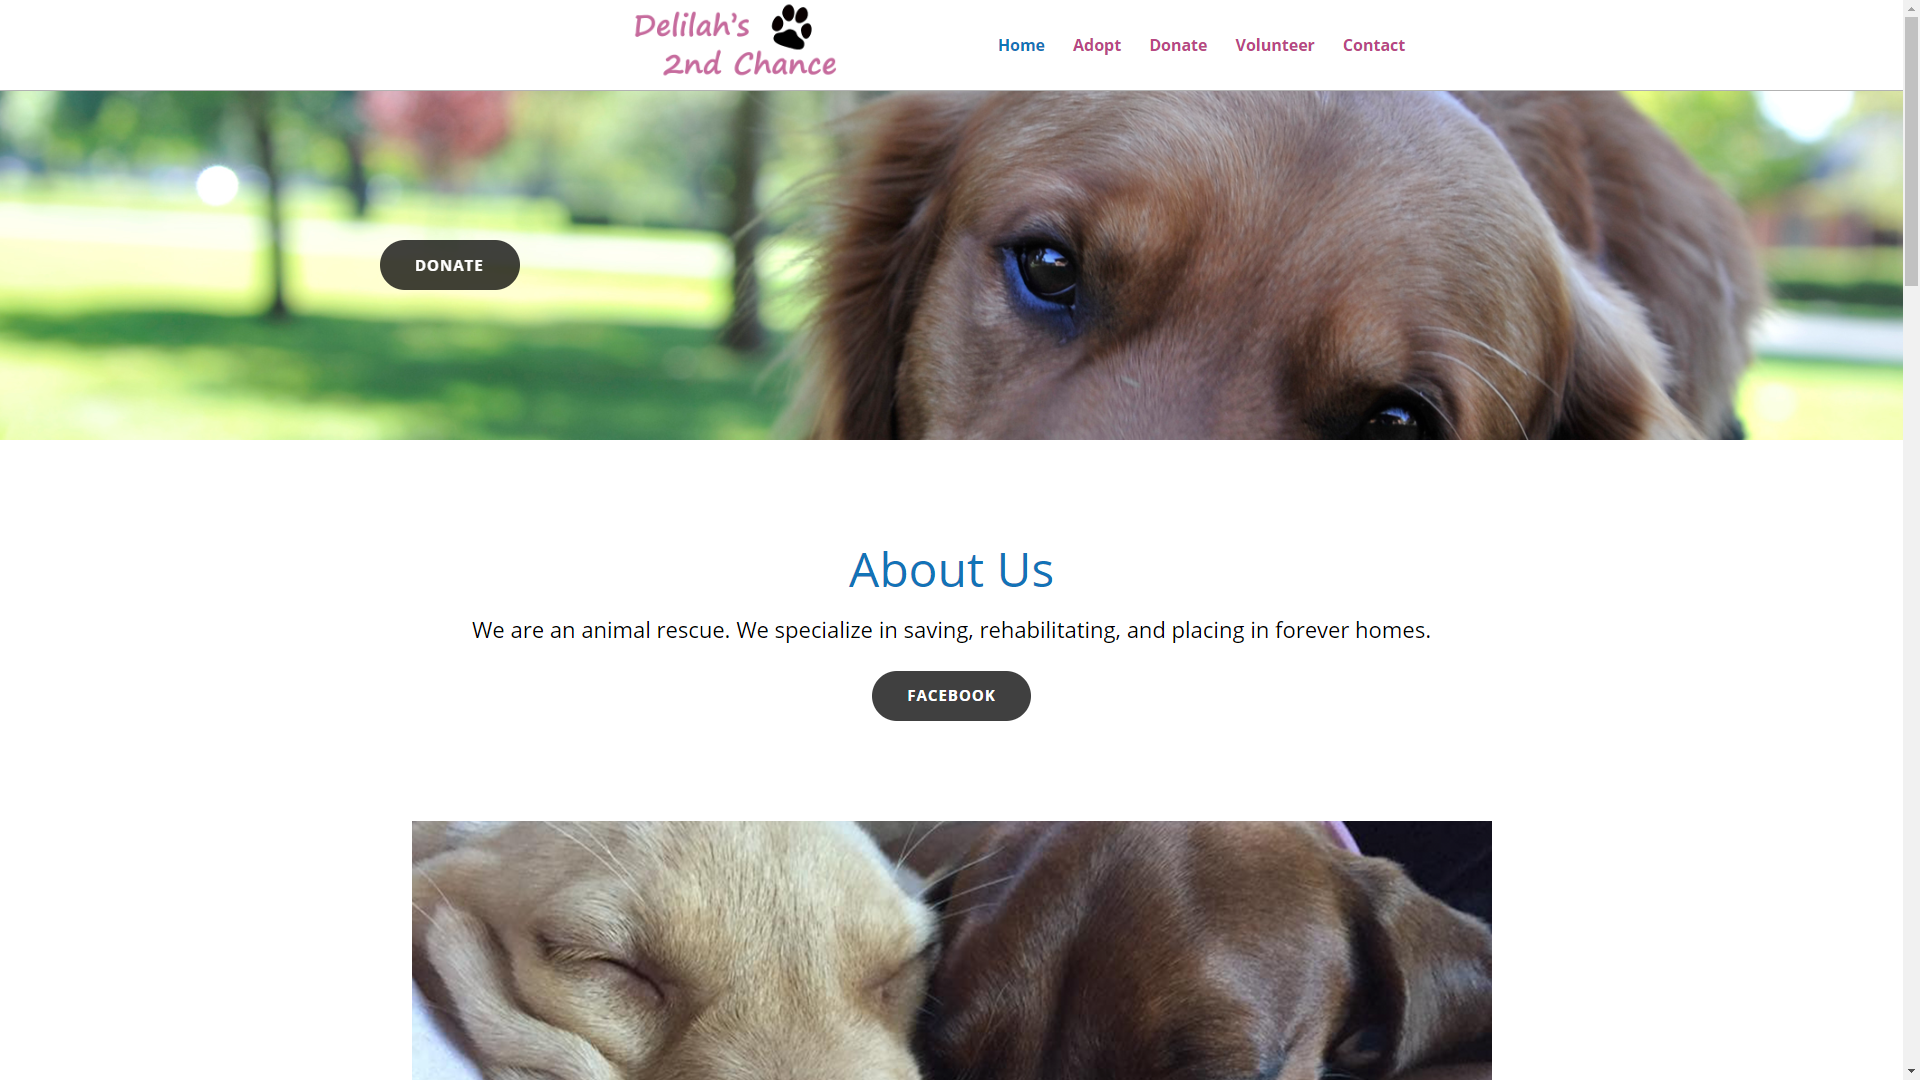 Delilah's
2nd Chance
Home
Adopt
Donate
Volunteer
Contact
DONATE
About Us
We are an animal rescue. We specialize in saving, rehabilitating, and placing in forever homes.
FACEBOOK